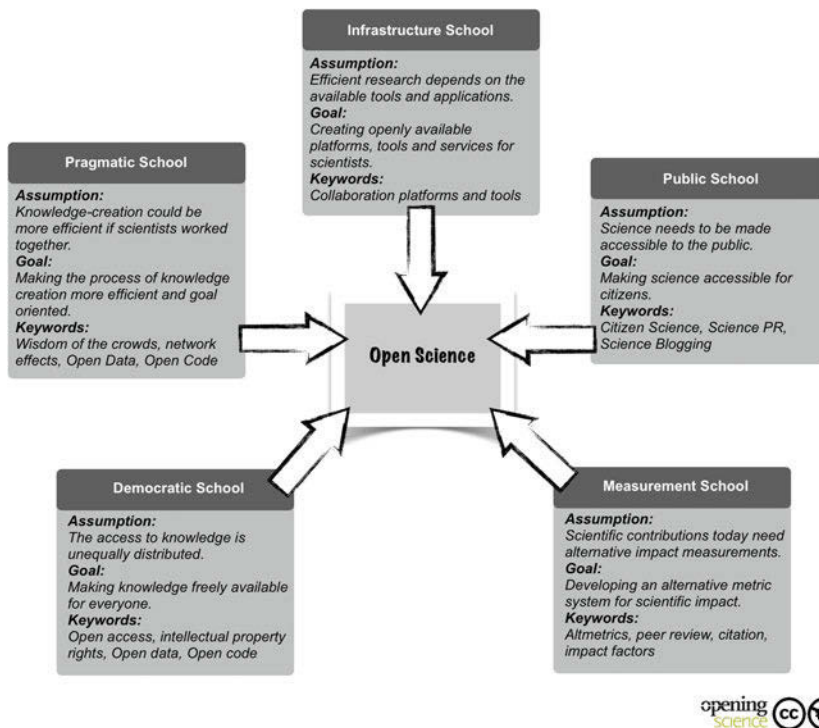 Infrastructure School
Assumption:
Efficient research depends on the
available tools and applications.
Goal:
Creating openly available
platforms, tools and services for
scientists.
Keywords:
Collaboration platforms and tools
Pragmatic School
Assumption:
Knowledge-creation could be
more efficient if scientists worked
together.
Goal:
Making the process of knowledge
creation more efficient and goal
oriented.
Keywords:
Wisdom of the crowds, network
effects, Open Data, Open Code
Public School
Assumption:
Science needs to be made
accessible to the public.
Goal:
Making science accessible for
citizens.
Keywords:
Citizen Science, Science PR,
Science Blogging
Open Science
Democratic School
Assumption:
The access to knowledge is
unequally distributed.
Goal:
Making knowledge freely available
for everyone.
Keywords:
Open access, intellectual property
rights, Open data, Open code
Measurement School
Assumption:
Scientific contributions today need
alternative impact measurements.
Goal:
Developing an alternative metric
system for scientific impact.
Keywords:
Altmetrics, peer review, citation,
impact factors
opening
science
cc